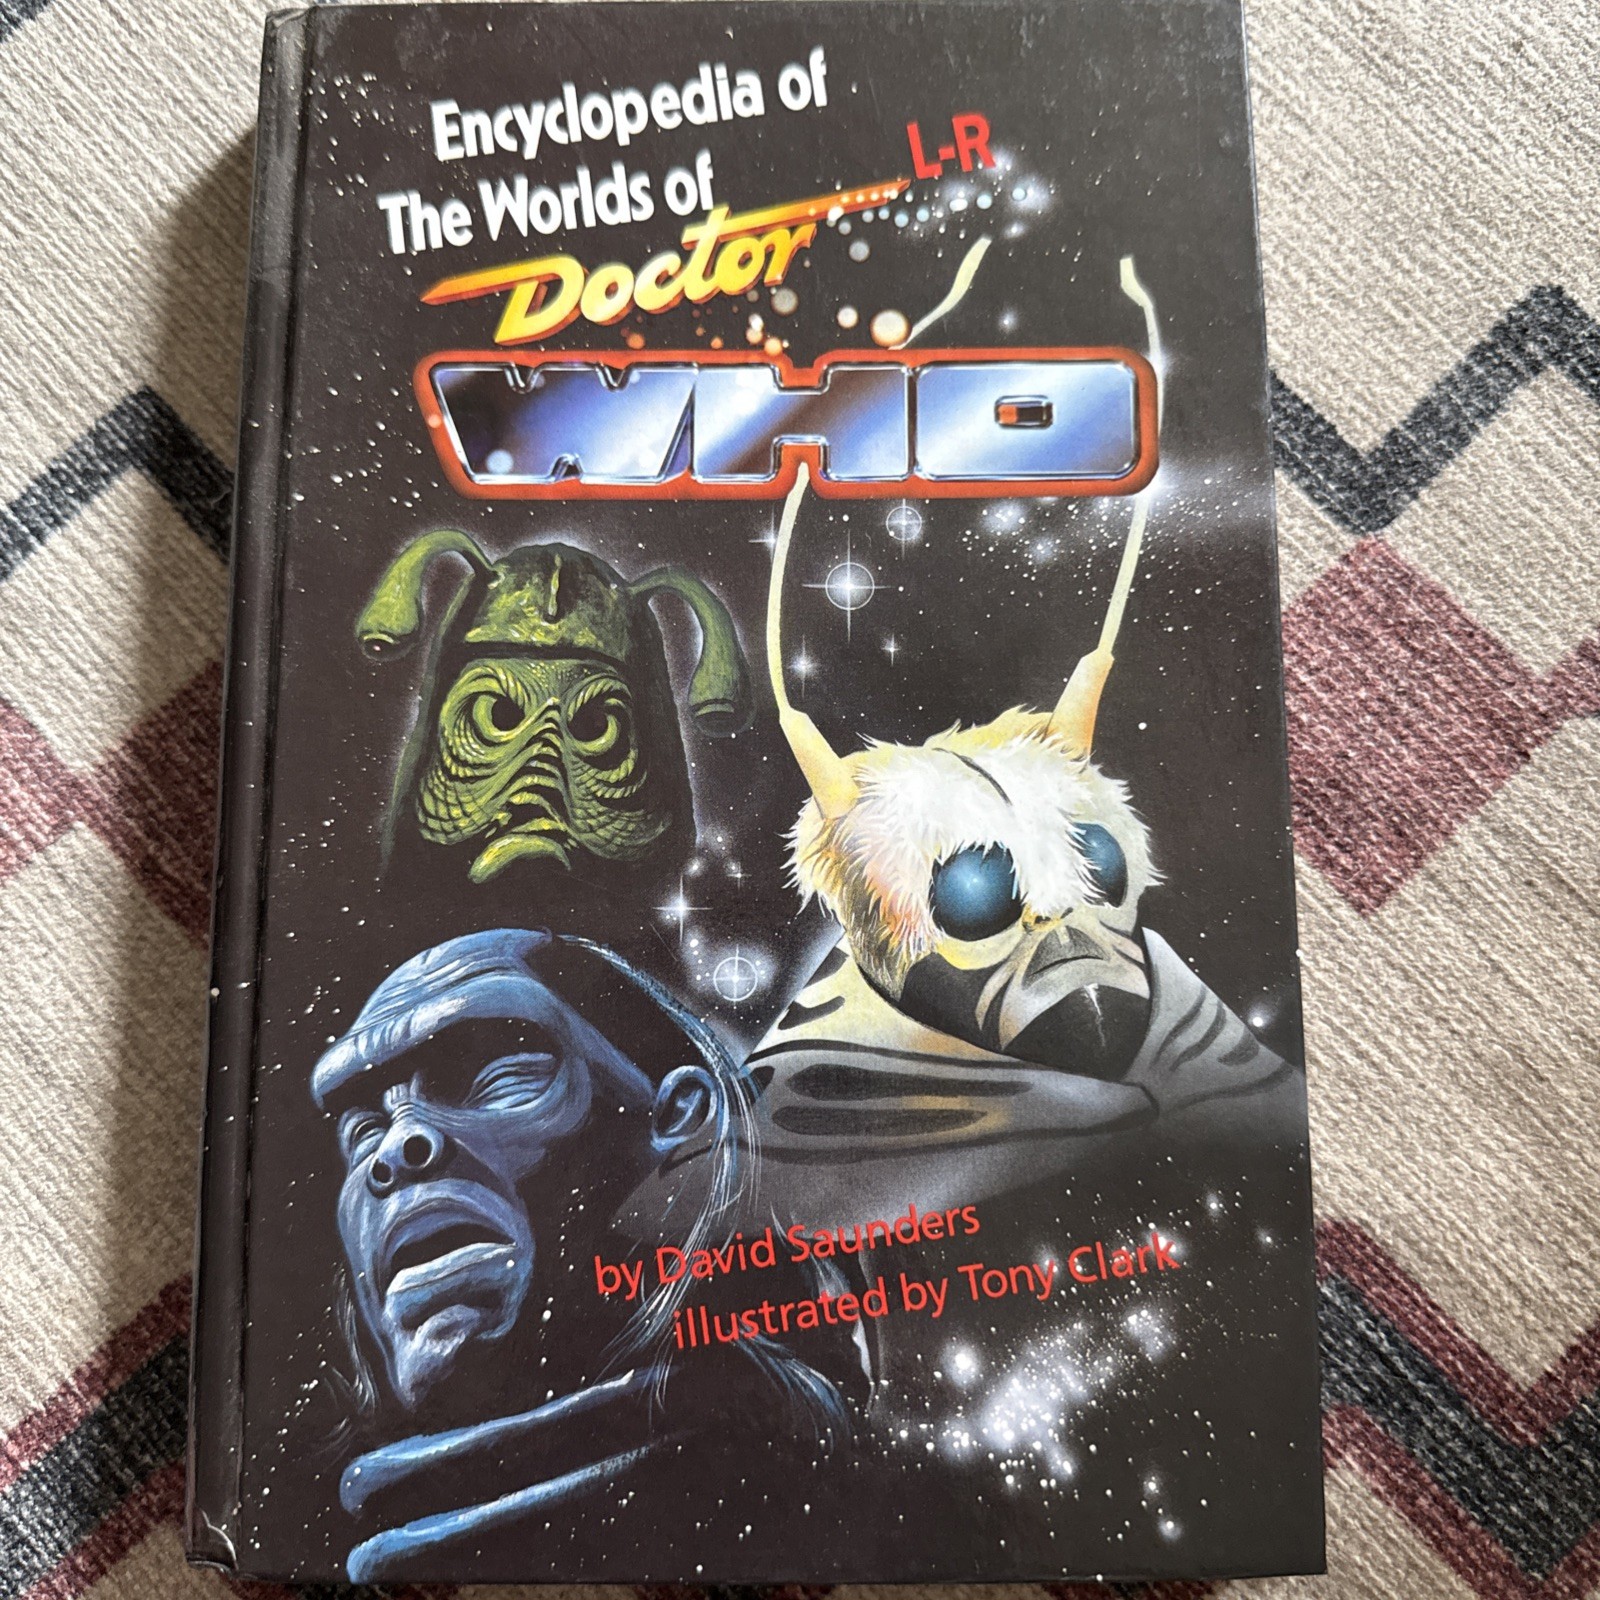 Encyclopedia of
The Worlds of
L-R
Doctor
WHO
by David Saunders
illustrated by Tony Clark